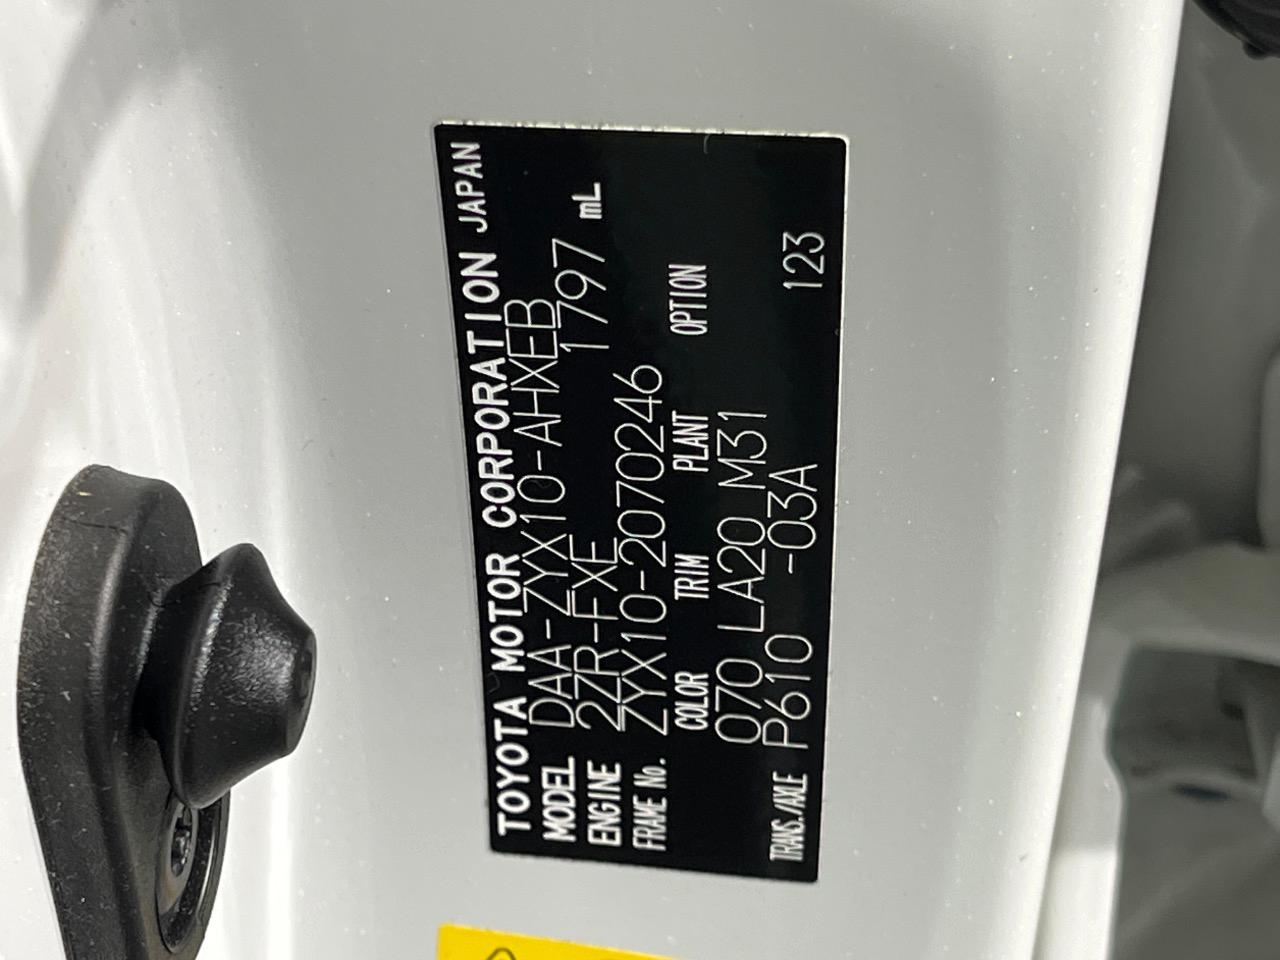 TOYOTA MOTOR CORPORATION JAPAN
MODEL DAA-ZYX10-AHXEB
ENGINE 2ZR-FXE 1797 mL
FRAME No. ZYX10-2070246
COLOR TRIM PLANT OPTION
070 LA20 M31
TRANS./AXLE P610 -03A 123